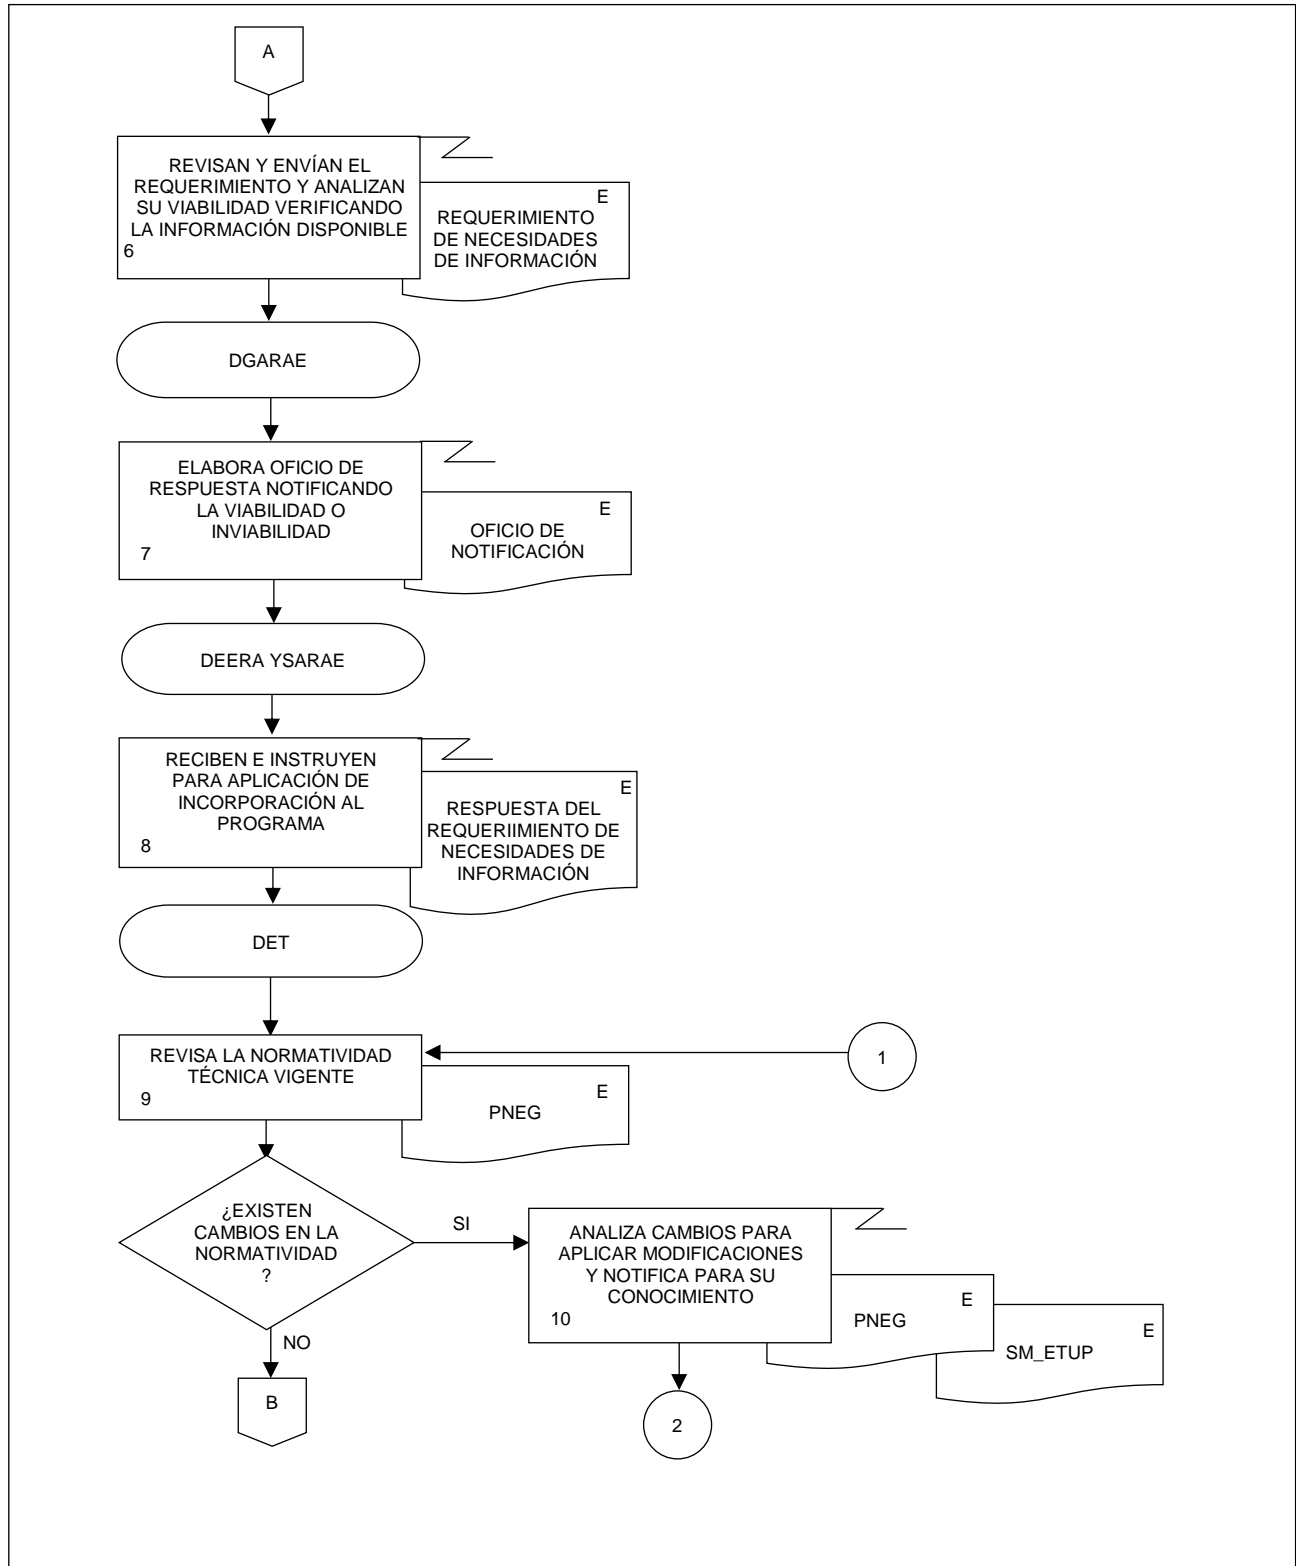 A
REVISAN Y ENVÍAN EL
REQUERIMIENTO Y ANALIZAN
SU VIABILIDAD VERIFICANDO
LA INFORMACIÓN DISPONIBLE
6
E
REQUERIMIENTO
DE NECESIDADES
DE INFORMACIÓN
DGARAE
ELABORA OFICIO DE
RESPUESTA NOTIFICANDO
LA VIABILIDAD O
INVIABILIDAD
7
E
OFICIO DE
NOTIFICACIÓN
DEERA YSARAE
RECIBEN E INSTRUYEN
PARA APLICACIÓN DE
INCORPORACIÓN AL
PROGRAMA
8
E
RESPUESTA DEL
REQUERIIMIENTO DE
NECESIDADES DE
INFORMACIÓN
DET
REVISA LA NORMATIVIDAD
TÉCNICA VIGENTE
9
1
E
PNEG
¿EXISTEN
CAMBIOS EN LA
NORMATIVIDAD
?
SI
NO
ANALIZA CAMBIOS PARA
APLICAR MODIFICACIONES
Y NOTIFICA PARA SU
CONOCIMIENTO
10
E
PNEG
E
SM_ETUP
B
2